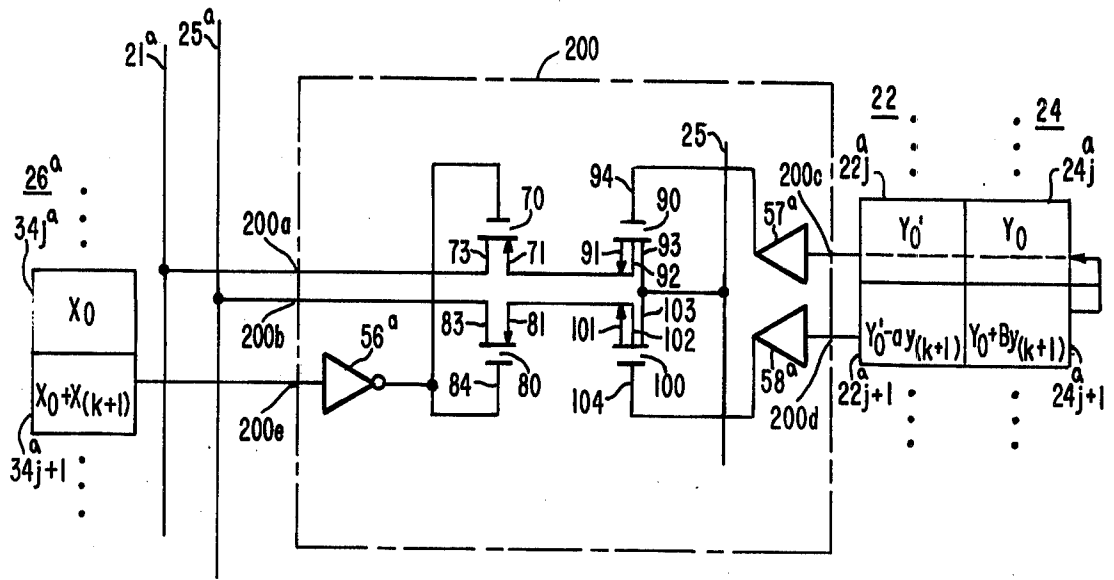 200
21a
25a
26a
34ja
X0
X0+X(k+1)
34j+1a
200a
200b
200e
56a
70
73
71
83
81
84
80
94
90
91
93
92
25
101
103
102
104
100
57a
58a
200c
200d
22
24
22ja
24ja
Y0'
Y0
Y0'-ay(k+1)
Y0+By(k+1)
22j+1a
24j+1a